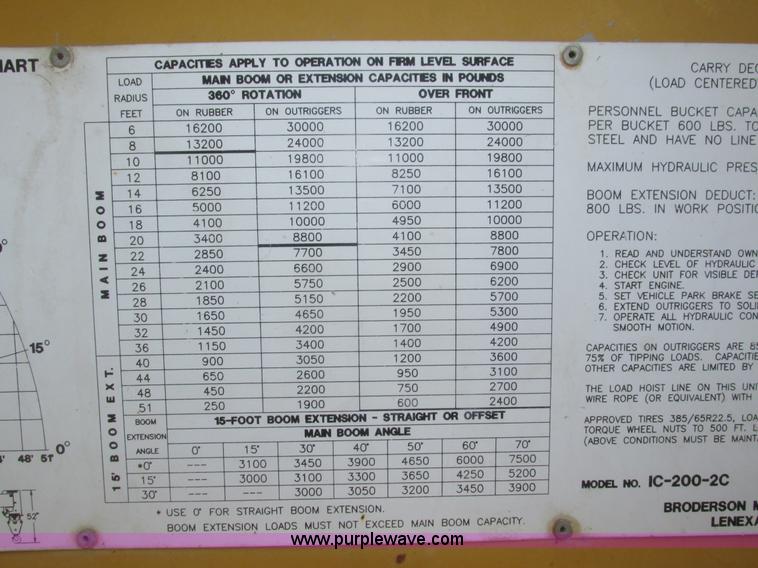 HART
CAPACITIES APPLY TO OPERATION ON FIRM LEVEL SURFACE
LOAD RADIUS FEET
MAIN BOOM OR EXTENSION CAPACITIES IN POUNDS
360° ROTATION OVER FRONT
ON RUBBER ON OUTRIGGERS ON RUBBER ON OUTRIGGERS
MAIN BOOM
6 16200 30000 16200 30000
8 13200 24000 13200 24000
10 11000 19800 11000 19800
12 8100 16100 8250 16100
14 6250 13500 7100 13500
16 5000 11200 6000 11200
18 4100 10000 4950 10000
20 3400 8800 4100 8800
22 2850 7700 3450 7800
24 2400 6600 2900 6900
26 2100 5750 2500 6200
28 1850 5150 2200 5700
30 1650 4650 1950 5300
32 1450 4200 1700 4900
36 1150 3400 1400 4200
15' BOOM EXT.
40 900 3050 1200 3600
44 650 2600 950 3100
48 450 2200 750 2700
51 250 1900 600 2400
BOOM EXTENSION ANGLE
15-FOOT BOOM EXTENSION - STRAIGHT OR OFFSET
MAIN BOOM ANGLE
0° 15° 30° 40° 50° 60° 70°
*0° --- 3100 3450 3900 4650 6000 7500
15° --- 3000 3100 3300 3650 4250 5200
30° --- --- 3000 3050 3200 3450 3900
* USE 0° FOR STRAIGHT BOOM EXTENSION.
BOOM EXTENSION LOADS MUST NOT EXCEED MAIN BOOM CAPACITY.
0°
15°
0°
48' 51'
52"
CARRY DEC
(LOAD CENTERED
PERSONNEL BUCKET CAPA
PER BUCKET 600 LBS. TO
STEEL AND HAVE NO LINE
MAXIMUM HYDRAULIC PRES
BOOM EXTENSION DEDUCT:
800 LBS. IN WORK POSITIO
OPERATION:
1. READ AND UNDERSTAND OWN
2. CHECK LEVEL OF HYDRAULIC
3. CHECK UNIT FOR VISIBLE DEF
4. START ENGINE.
5. SET VEHICLE PARK BRAKE SE
6. EXTEND OUTRIGGERS TO SOLI
7. OPERATE ALL HYDRAULIC CON
SMOOTH MOTION.
CAPACITIES ON OUTRIGGERS ARE 85
75% OF TIPPING LOADS. CAPACITIE
OTHER CAPACITIES ARE LIMITED BY
THE LOAD HOIST LINE ON THIS UNI
WIRE ROPE (OR EQUIVALENT) WITH
APPROVED TIRES 385/65R22.5, LOA
TORQUE WHEEL NUTS TO 500 FT. L
(ABOVE CONDITIONS MUST BE MAINTA
MODEL NO. IC-200-2C
BRODERSON M
LENEXA
www.purplewave.com